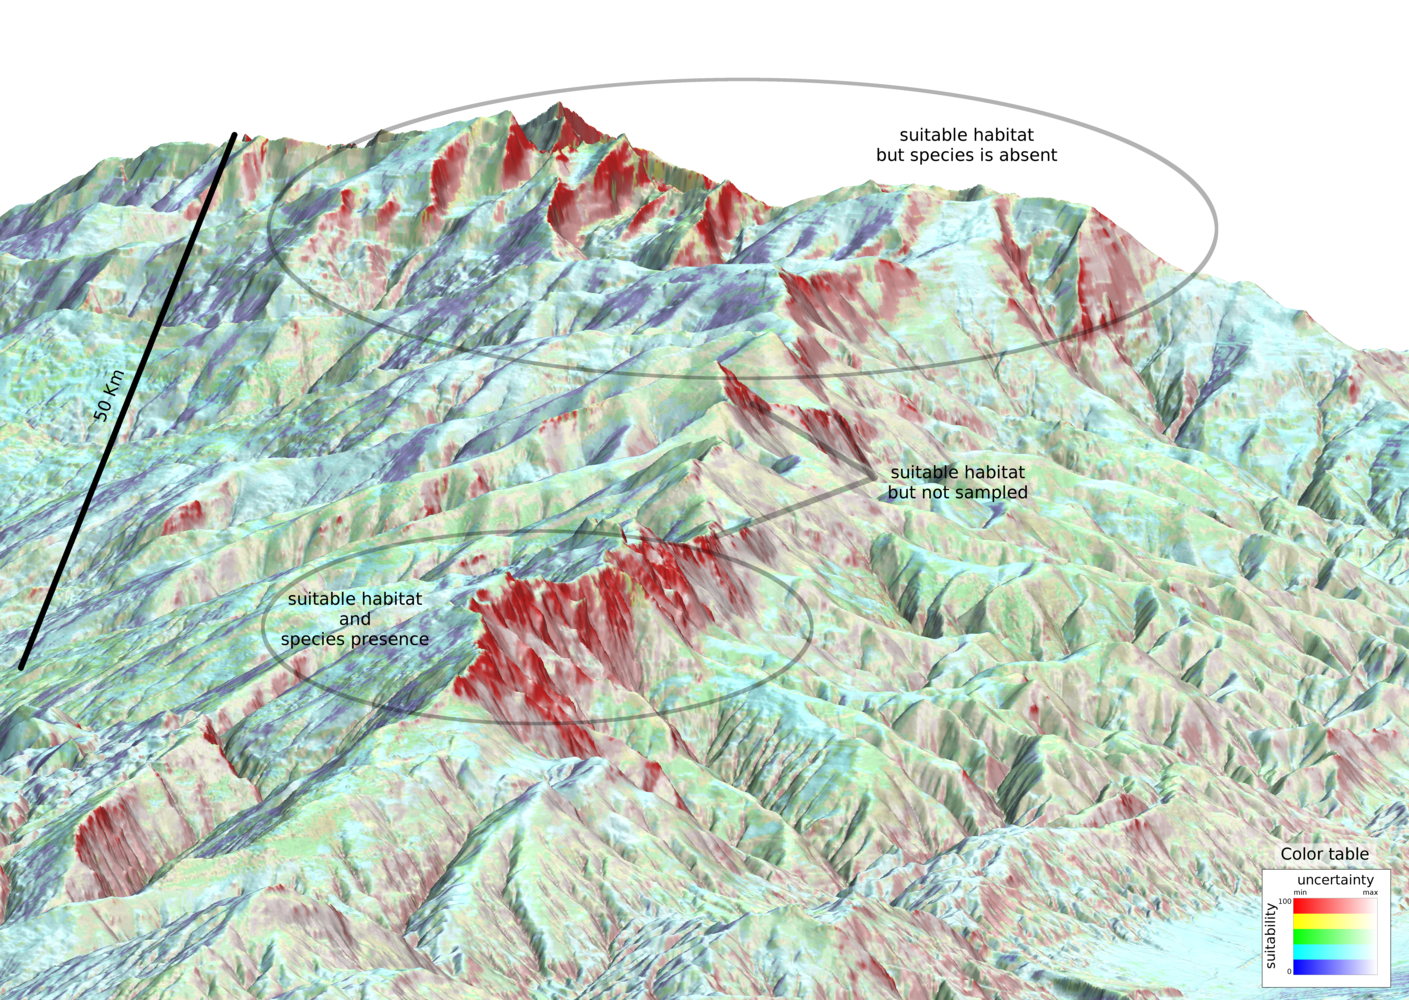 suitable habitat
but species is absent
50 Km
suitable habitat
but not sampled
suitable habitat
and
species presence
Color table
uncertainty
min max
100
suitability
0